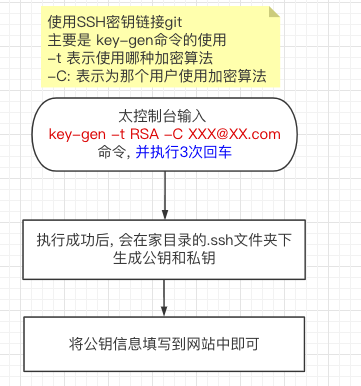 使用SSH密钥链接git
主要是 key-gen命令的使用
-t 表示使用哪种加密算法
-C: 表示为那个用户使用加密算法
太控制台输入
key-gen -t RSA -C XXX@XX.com
命令, 并执行3次回车
执行成功后, 会在家目录的.ssh文件夹下
生成公钥和私钥
将公钥信息填写到网站中即可